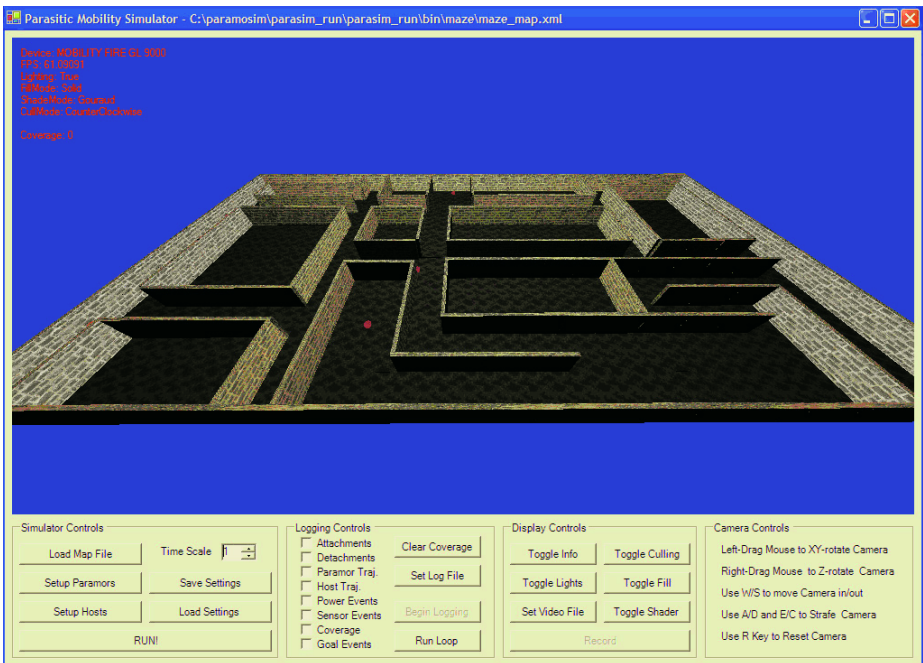 Parasitic Mobility Simulator - C:\paramosim\parasim_run\parasim_run\bin\maze\maze_map.xml
Device: MOBILITY FIRE GL 9000
FPS: 61.09091
Lighting: True
FillMode: Solid
ShadeMode: Gouraud
CullMode: CounterClockwise
Coverage: 0
Simulator Controls
Load Map File
Time Scale 1
Setup Paramors
Save Settings
Setup Hosts
Load Settings
RUN!
Logging Controls
Attachments
Detachments
Paramor Traj.
Host Traj.
Power Events
Sensor Events
Coverage
Goal Events
Clear Coverage
Set Log File
Begin Logging
Run Loop
Display Controls
Toggle Info
Toggle Culling
Toggle Lights
Toggle Fill
Set Video File
Toggle Shader
Record
Camera Controls
Left-Drag Mouse to XY-rotate Camera
Right-Drag Mouse to Z-rotate Camera
Use W/S to move Camera in/out
Use A/D and E/C to Strafe Camera
Use R Key to Reset Camera